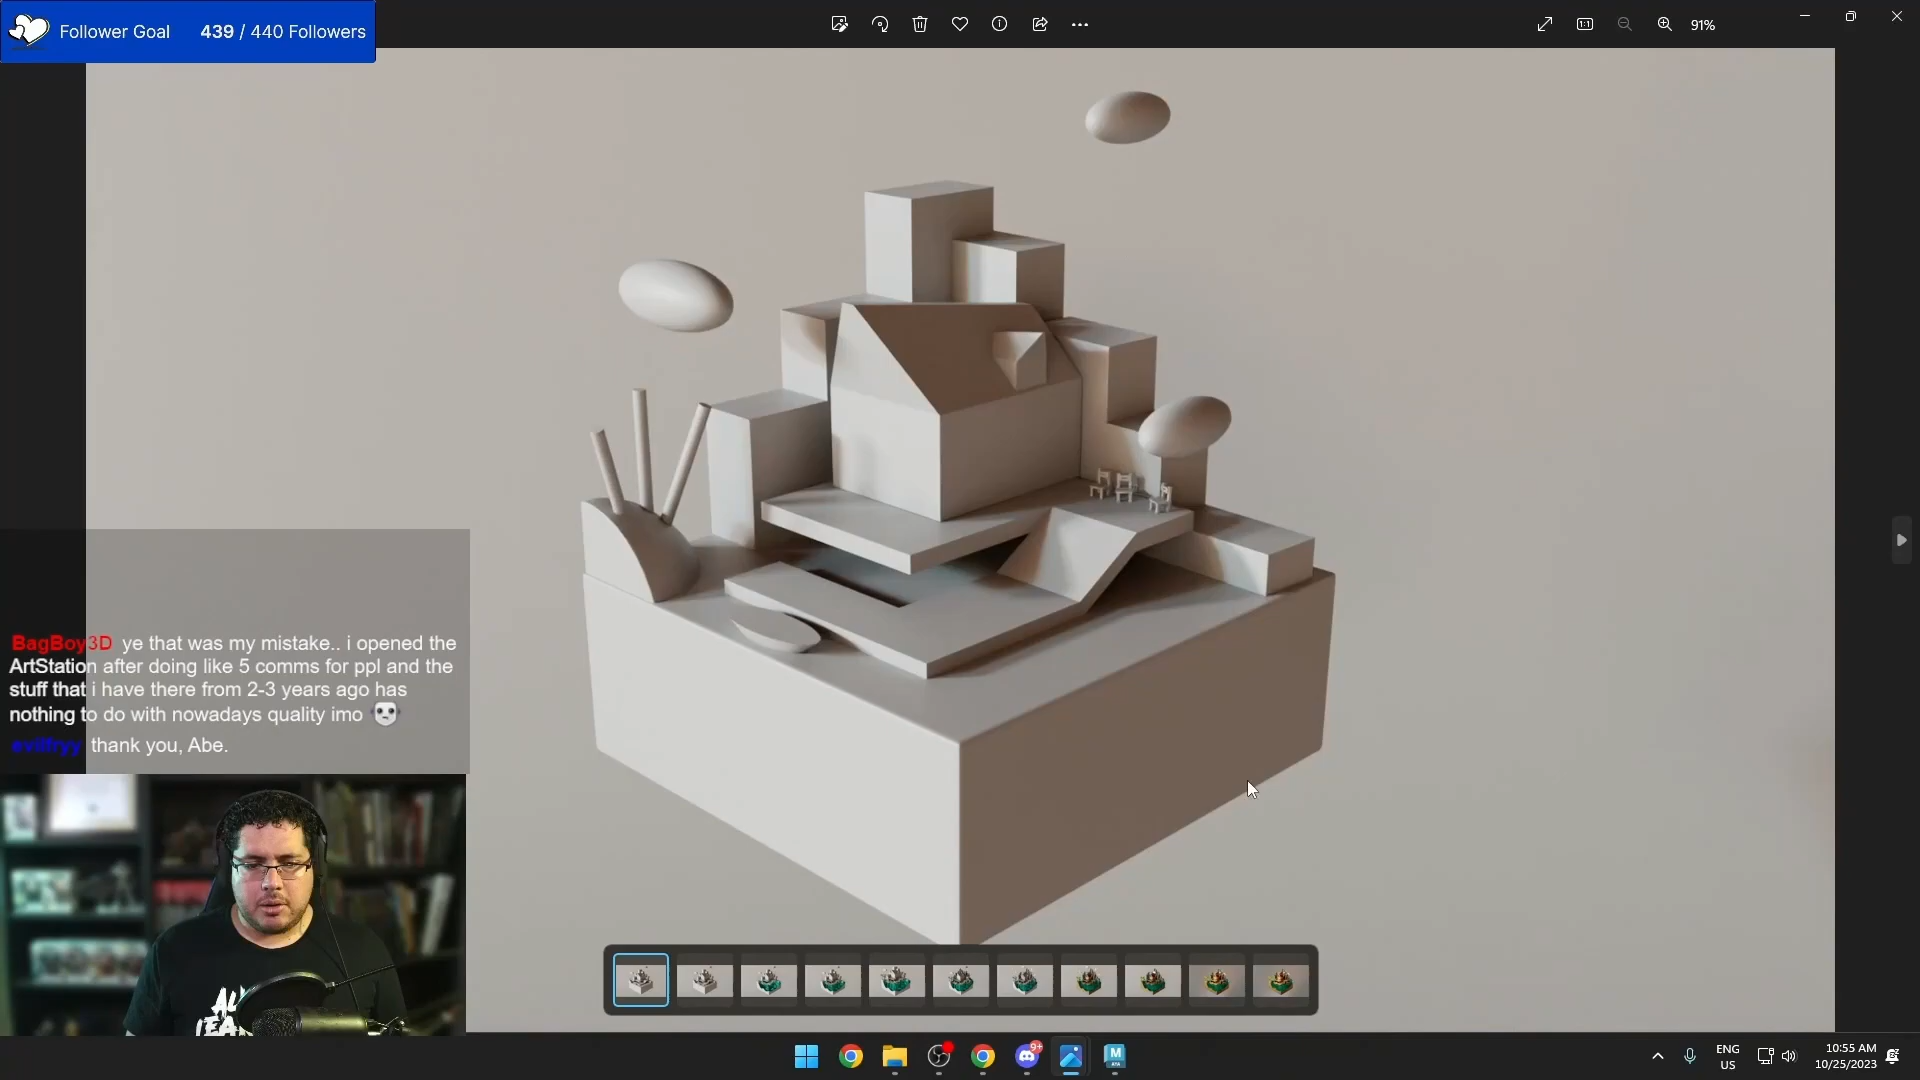 Follower Goal 439 / 440 Followers
91%
BagBoy3D ye that was my mistake.. i opened the
ArtStation after doing like 5 comms for ppl and the
stuff that i have there from 2-3 years ago has
nothing to do with nowadays quality imo
evilfryy thank you, Abe.
9+
M
ENG
US
10:55 AM
10/25/2023